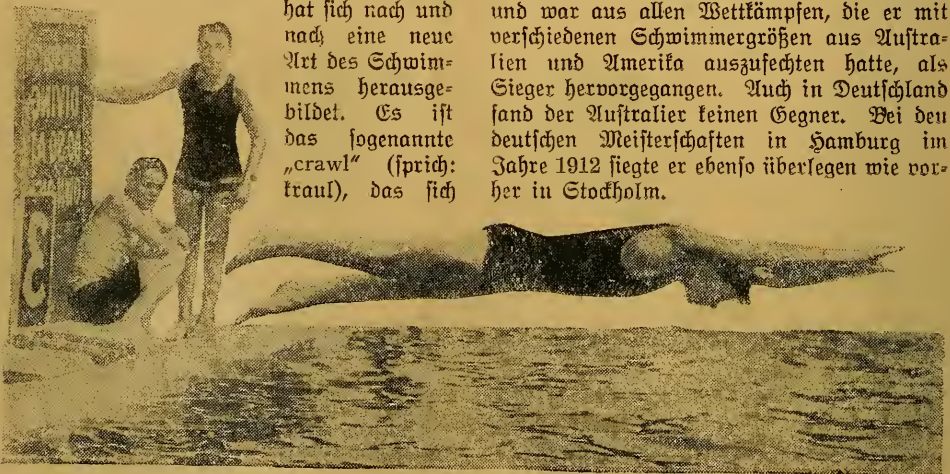 hat sich nach und
nach eine neue
Art des Schwim=
mens herausge=
bildet. Es ist
das sogenannte
„crawl“ (sprich:
kraul), das sich
und war aus allen Wettkämpfen, die er mit
verschiedenen Schwimmergrößen aus Austra=
lien und Amerika auszufechten hatte, als
Sieger hervorgegangen. Auch in Deutschland
fand der Australier keinen Gegner. Bei den
deutschen Meisterschaften in Hamburg im
Jahre 1912 siegte er ebenso überlegen wie vor=
her in Stockholm.
3